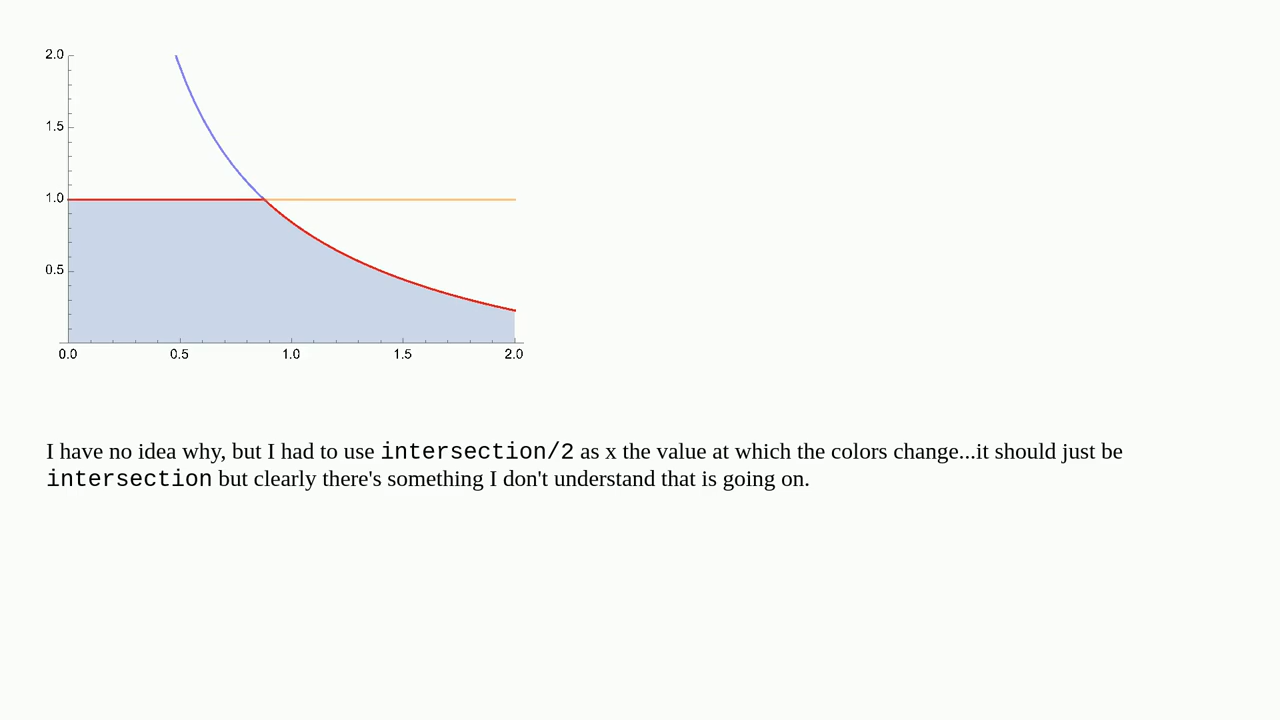 2.0
1.5
1.0
0.5
0.0 0.5 1.0 1.5 2.0
I have no idea why, but I had to use intersection/2 as x the value at which the colors change...it should just be
intersection but clearly there's something I don't understand that is going on.